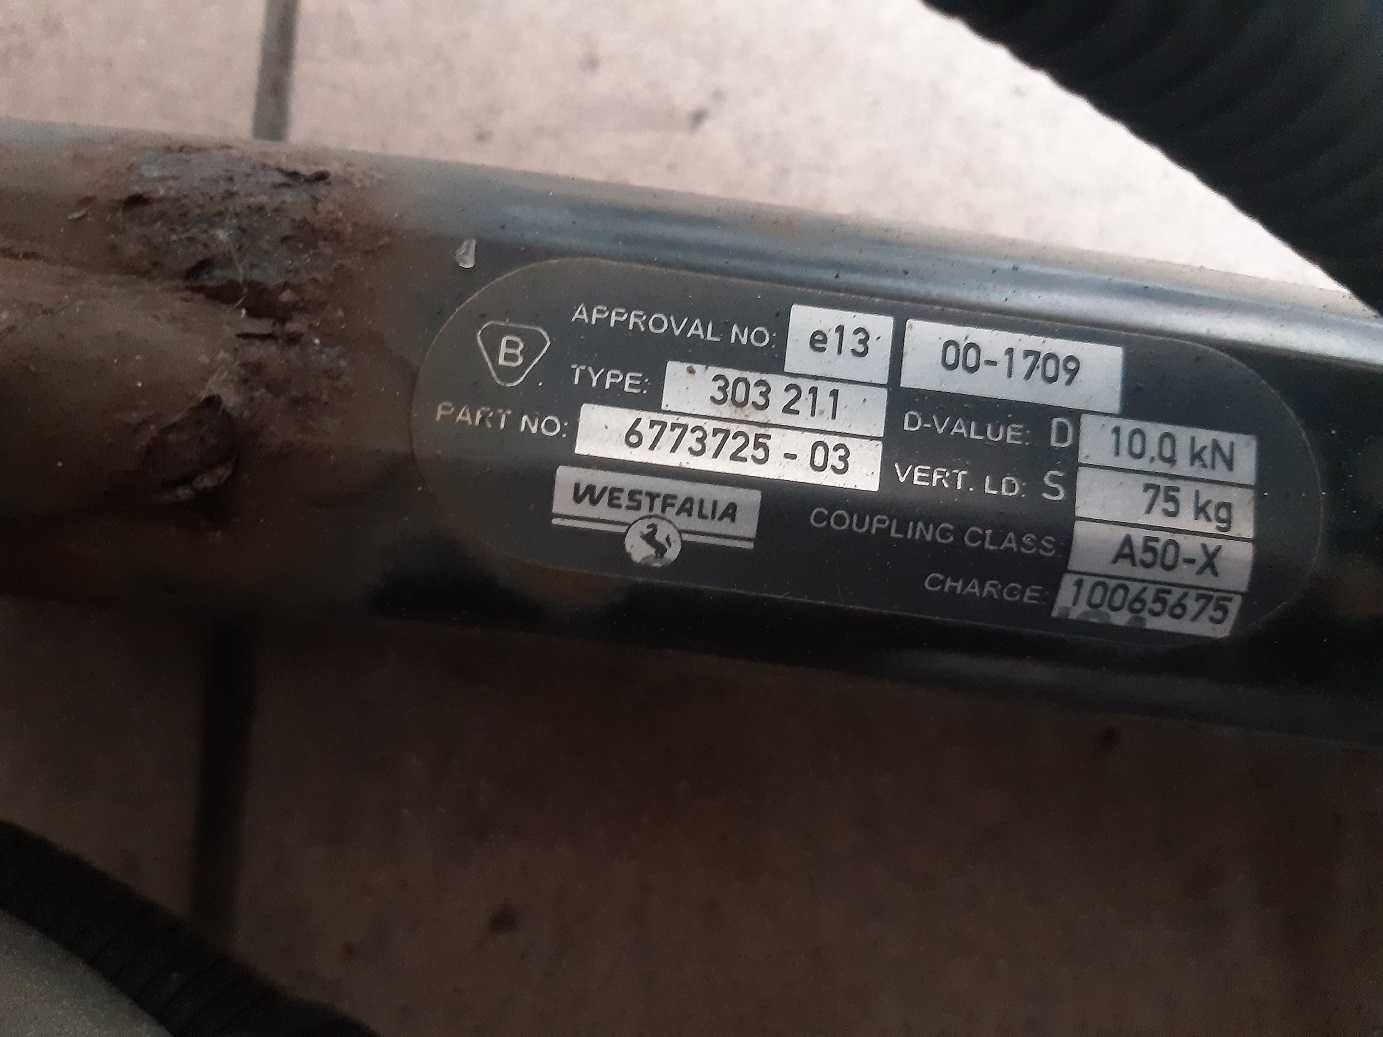 B
APPROVAL NO: e13 00-1709
TYPE: 303 211
PART NO: 6773725 - 03
D-VALUE: D 10,0 kN
VERT. LD: S 75 kg
WESTFALIA
COUPLING CLASS: A50-X
CHARGE: 10065675